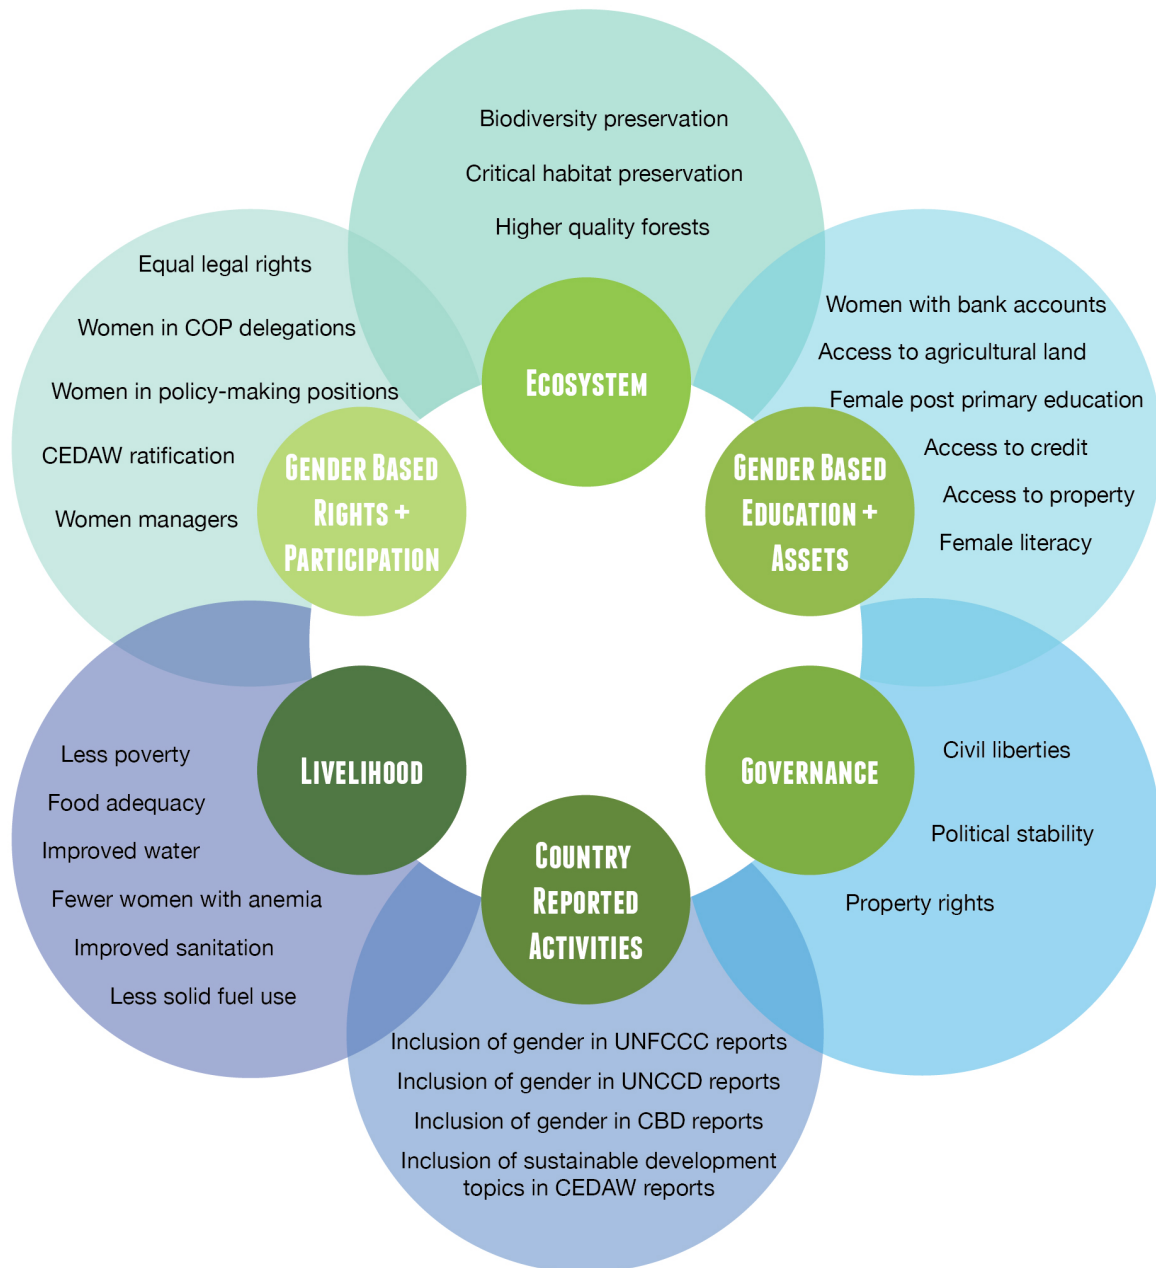 Biodiversity preservation
Critical habitat preservation
Higher quality forests
ECOSYSTEM
Women with bank accounts
Access to agricultural land
Female post primary education
Access to credit
Access to property
Female literacy
GENDER BASED
EDUCATION +
ASSETS
Civil liberties
Political stability
Property rights
GOVERNANCE
COUNTRY
REPORTED
ACTIVITIES
Inclusion of gender in UNFCCC reports
Inclusion of gender in UNCCD reports
Inclusion of gender in CBD reports
Inclusion of sustainable development
topics in CEDAW reports
LIVELIHOOD
Less poverty
Food adequacy
Improved water
Fewer women with anemia
Improved sanitation
Less solid fuel use
Equal legal rights
Women in COP delegations
Women in policy-making positions
CEDAW ratification
Women managers
GENDER BASED
RIGHTS +
PARTICIPATION